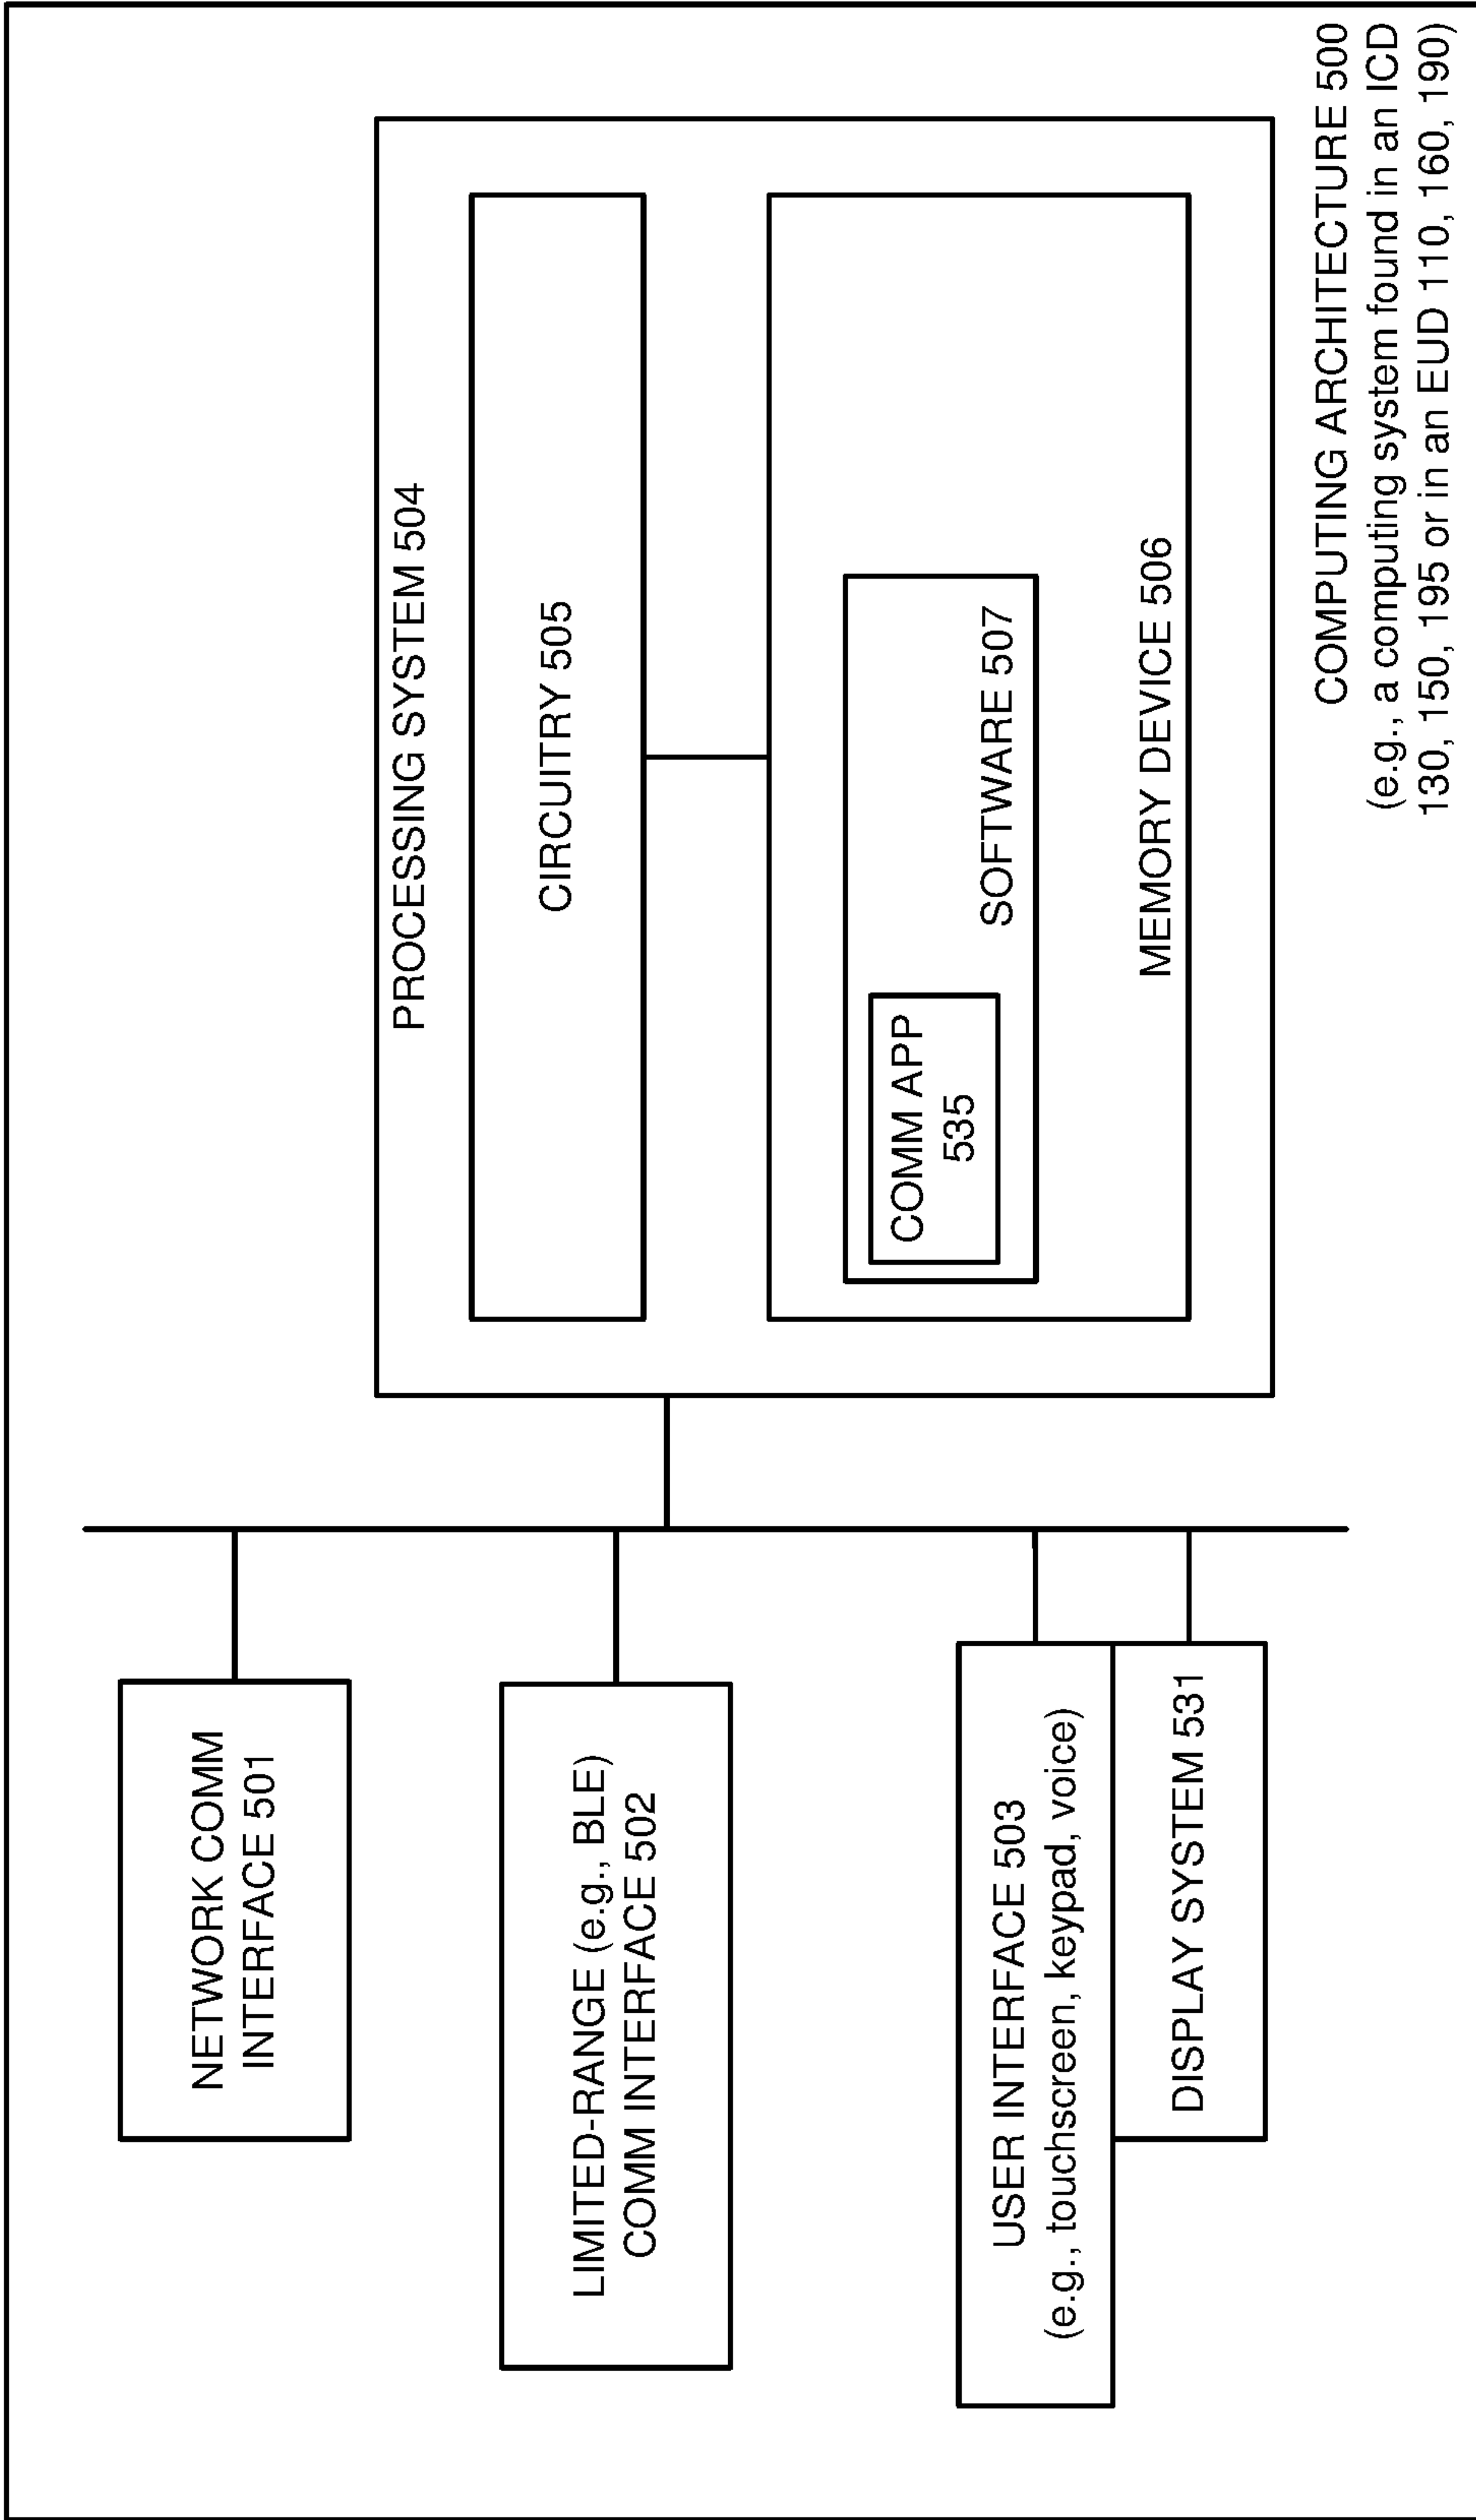 NETWORK COMM
INTERFACE 501
LIMITED-RANGE (e.g., BLE)
COMM INTERFACE 502
USER INTERFACE 503
(e.g., touchscreen, keypad, voice)
DISPLAY SYSTEM 531
PROCESSING SYSTEM 504
CIRCUITRY 505
COMM APP
535
SOFTWARE 507
MEMORY DEVICE 506
COMPUTING ARCHITECTURE 500
(e.g., a computing system found in an ICD
130, 150, 195 or in an EUD 110, 160, 190)